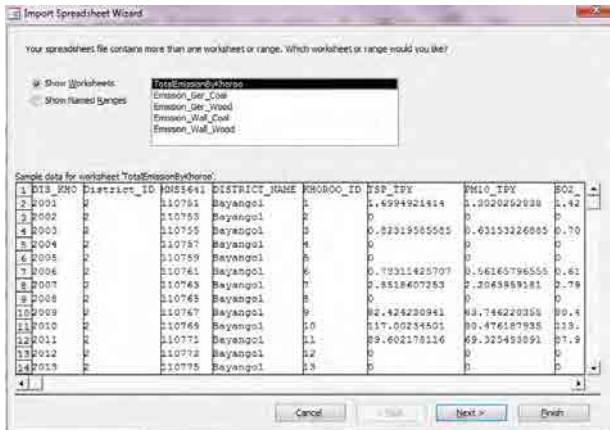 Import Spreadsheet Wizard
Your spreadsheet file contains more than one worksheet or range. Which worksheet or range would you like?
Show Worksheets
Show Named Ranges
TotalEmissionByKhoroo
Emission_Ger_Coal
Emission_Ger_Wood
Emission_Wall_Coal
Emission_Wall_Wood
Sample data for worksheet 'TotalEmissionByKhoroo'.
1 DIS_KHO District_ID MNS5641 DISTRICT_NAME KHOROO_ID TSP_TPY PM10_TPY SO2_
2 2001 2 110751 Bayangol 1 1.6994921414 1.3020252038 1.42
3 2002 2 110753 Bayangol 2 0 0 0
4 2003 2 110755 Bayangol 3 0.82319585585 0.63153226885 0.70
5 2004 2 110757 Bayangol 4 0 0 0
6 2005 2 110759 Bayangol 5 0 0 0
7 2006 2 110761 Bayangol 6 0.73311425707 0.56165796555 0.61
8 2007 2 110763 Bayangol 7 2.8518607253 2.2063959181 2.79
9 2008 2 110765 Bayangol 8 0 0 0
10 2009 2 110767 Bayangol 9 82.424230941 63.746220355 80.4
11 2010 2 110769 Bayangol 10 117.00234501 90.476187935 113.
12 2011 2 110771 Bayangol 11 89.602178116 69.325453891 87.9
13 2012 2 110773 Bayangol 12 0 0 0
14 2013 2 110775 Bayangol 13 0 0 0
Cancel < Back Next > Finish